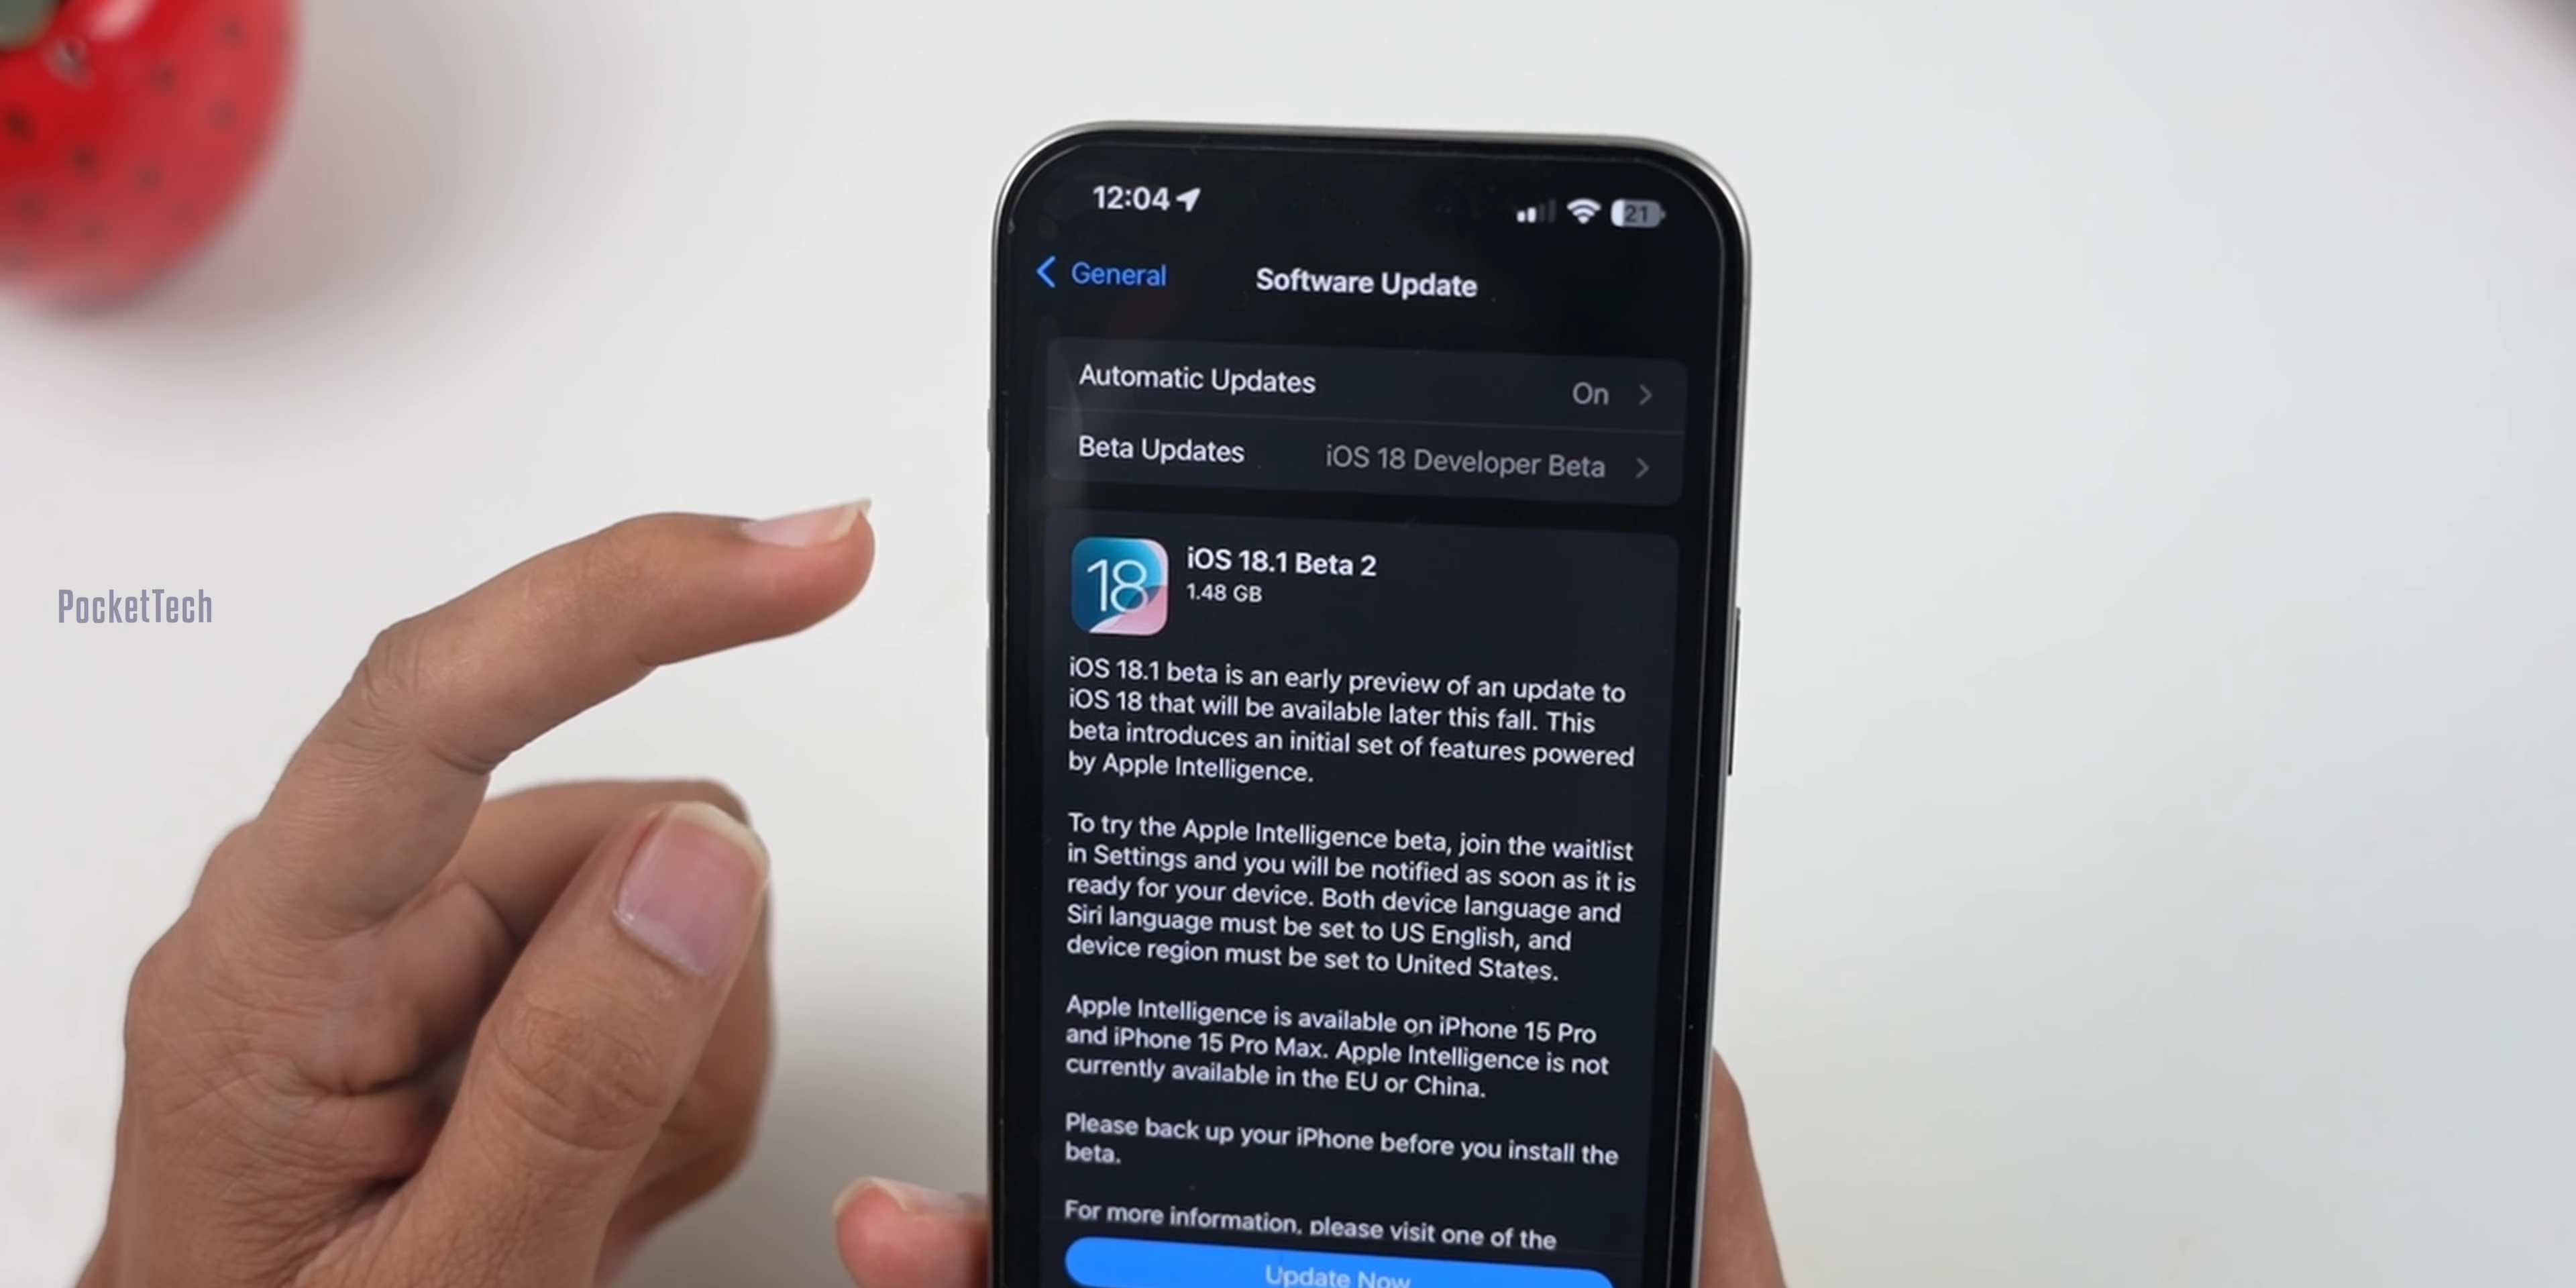 12:04
21
General
Software Update
Automatic Updates On
Beta Updates iOS 18 Developer Beta
18
iOS 18.1 Beta 2
1.48 GB
iOS 18.1 beta is an early preview of an update to
iOS 18 that will be available later this fall. This
beta introduces an initial set of features powered
by Apple Intelligence.
To try the Apple Intelligence beta, join the waitlist
in Settings and you will be notified as soon as it is
ready for your device. Both device language and
Siri language must be set to US English, and
device region must be set to United States.
Apple Intelligence is available on iPhone 15 Pro
and iPhone 15 Pro Max. Apple Intelligence is not
currently available in the EU or China.
Please back up your iPhone before you install the
beta.
For more information, please visit one of the
Update Now
PocketTech